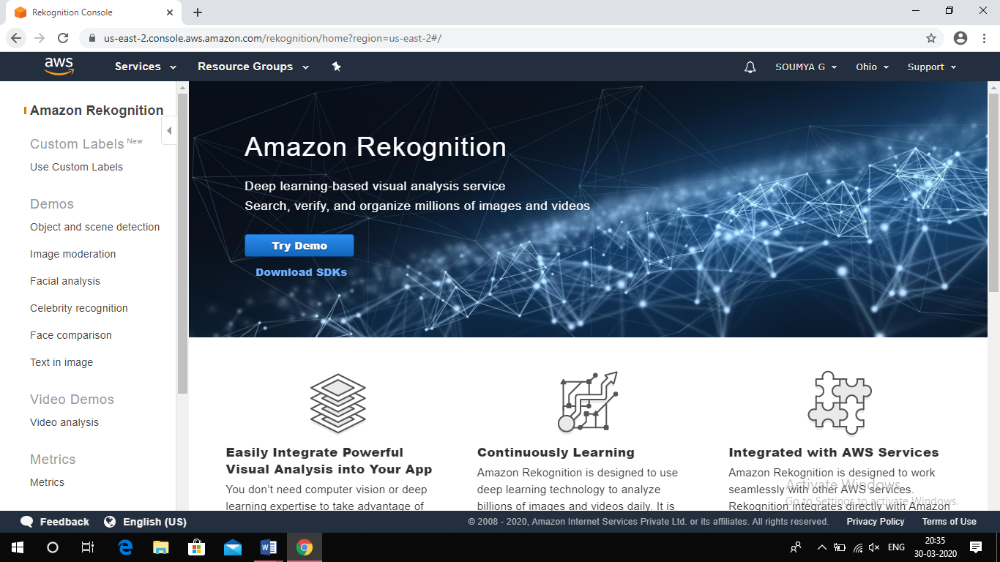 Rekognition Console
us-east-2.console.aws.amazon.com/rekognition/home?region=us-east-2#/
aws
Services
Resource Groups
SOUMYA G
Ohio
Support
Amazon Rekognition
Custom Labels New
Use Custom Labels
Demos
Object and scene detection
Image moderation
Facial analysis
Celebrity recognition
Face comparison
Text in image
Video Demos
Video analysis
Metrics
Metrics
Amazon Rekognition
Deep learning-based visual analysis service
Search, verify, and organize millions of images and videos
Try Demo
Download SDKs
Easily Integrate Powerful
Visual Analysis into Your App
You don’t need computer vision or deep
learning expertise to take advantage of
Continuously Learning
Amazon Rekognition is designed to use
deep learning technology to analyze
billions of images and videos daily. It is
Integrated with AWS Services
Amazon Rekognition is designed to work
seamlessly with other AWS services.
Rekognition integrates directly with Amazon
Activate Windows
Go to Settings to activate Windows.
Feedback
English (US)
© 2008 - 2020, Amazon Internet Services Private Ltd. or its affiliates. All rights reserved.
Privacy Policy
Terms of Use
ENG
20:35
30-03-2020